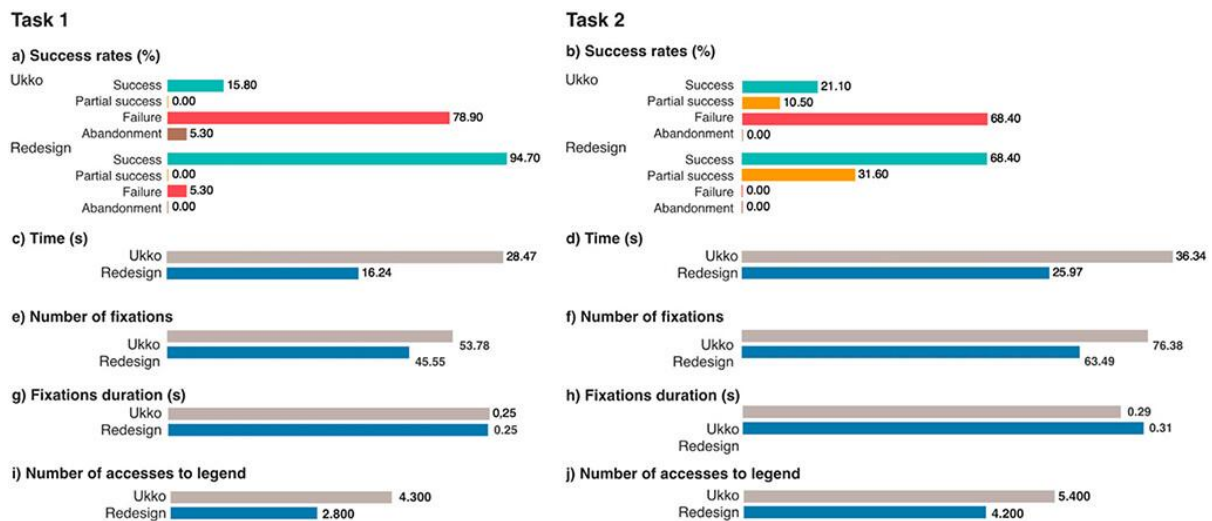 Task 1
a) Success rates (%)
Ukko
Success 15.80
Partial success 0.00
Failure 78.90
Abandonment 5.30
Redesign
Success 94.70
Partial success 0.00
Failure 5.30
Abandonment 0.00
c) Time (s)
Ukko 28.47
Redesign 16.24
e) Number of fixations
Ukko 53.78
Redesign 45.55
g) Fixations duration (s)
Ukko 0,25
Redesign 0.25
i) Number of accesses to legend
Ukko 4.300
Redesign 2.800
Task 2
b) Success rates (%)
Ukko
Success 21.10
Partial success 10.50
Failure 68.40
Abandonment 0.00
Redesign
Success 68.40
Partial success 31.60
Failure 0.00
Abandonment 0.00
d) Time (s)
Ukko 36.34
Redesign 25.97
f) Number of fixations
Ukko 76.38
Redesign 63.49
h) Fixations duration (s)
0.29
Ukko 0.31
Redesign
j) Number of accesses to legend
Ukko 5.400
Redesign 4.200